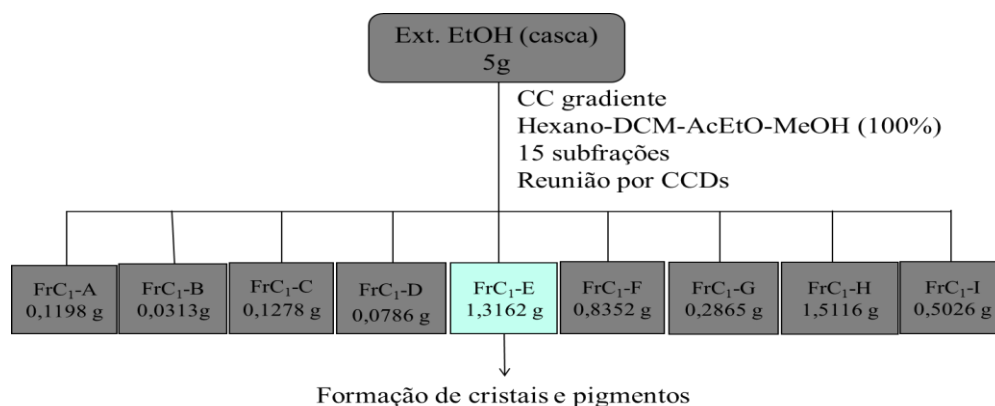 Ext. EtOH (casca)
5g
CC gradiente
Hexano-DCM-AcEtO-MeOH (100%)
15 subfrações
Reunião por CCDs
FrC₁-A
0,1198 g
FrC₁-B
0,0313g
FrC₁-C
0,1278 g
FrC₁-D
0,0786 g
FrC₁-E
1,3162 g
FrC₁-F
0,8352 g
FrC₁-G
0,2865 g
FrC₁-H
1,5116 g
FrC₁-I
0,5026 g
Formação de cristais e pigmentos